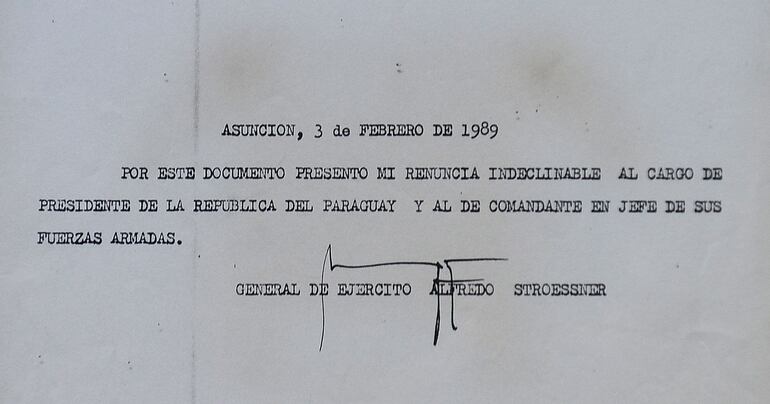 ASUNCION, 3 de FEBRERO DE 1989
POR ESTE DOCUMENTO PRESENTO MI RENUNCIA INDECLINABLE AL CARGO DE
PRESIDENTE DE LA REPUBLICA DEL PARAGUAY Y AL DE COMANDANTE EN JEFE DE SUS
FUERZAS ARMADAS.
GENERAL DE EJERCITO ALFREDO STROESSNER